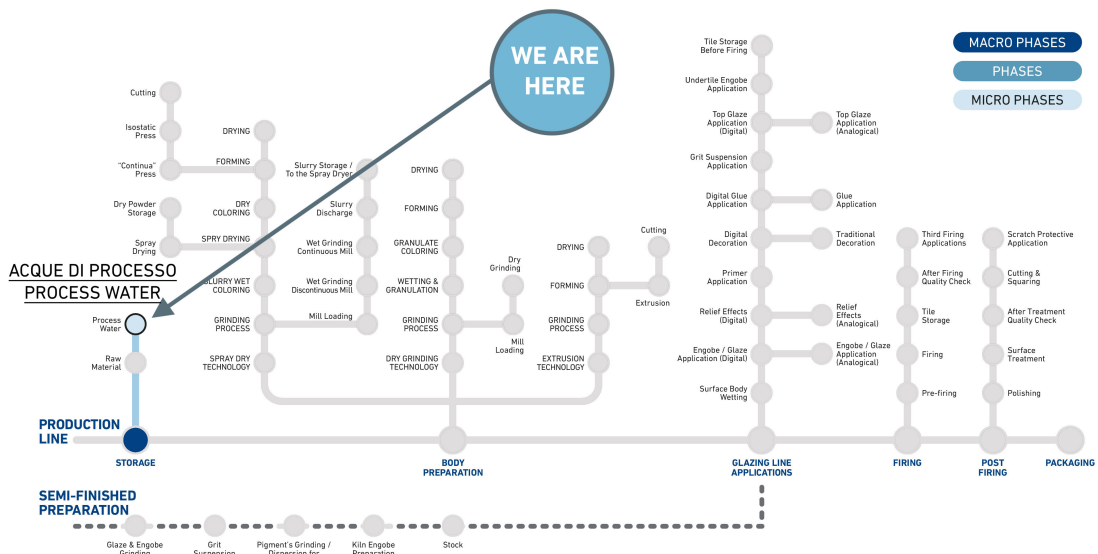 WE ARE
HERE
MACRO PHASES
PHASES
MICRO PHASES
Cutting
Isostatic
Press
"Continua"
Press
Dry Powder
Storage
Spray
Drying
ACQUE DI PROCESSO
PROCESS WATER
Process
Water
Raw
Material
DRYING
FORMING
DRY
COLORING
SPRY DRYING
SLURRY WET
COLORING
GRINDING
PROCESS
SPRAY DRY
TECHNOLOGY
Slurry Storage /
To the Spray Dryer
Slurry
Discharge
Wet Grinding
Continuous Mill
Wet Grinding
Discontinuous Mill
Mill Loading
DRYING
FORMING
GRANULATE
COLORING
WETTING &
GRANULATION
GRINDING
PROCESS
DRY GRINDING
TECHNOLOGY
Dry
Grinding
Mill
Loading
DRYING
FORMING
GRINDING
PROCESS
EXTRUSION
TECHNOLOGY
Cutting
Extrusion
Tile Storage
Before Firing
Undertile Engobe
Application
Top Glaze
Application
(Digital)
Top Glaze
Application
(Analogical)
Grit Suspension
Application
Digital Glue
Application
Glue
Application
Digital
Decoration
Traditional
Decoration
Primer
Application
Relief Effects
(Digital)
Relief
Effects
(Analogical)
Engobe / Glaze
Application (Digital)
Engobe / Glaze
Application
(Analogical)
Surface Body
Wetting
Third Firing
Applications
After Firing
Quality Check
Tile
Storage
Firing
Pre-firing
Scratch Protective
Application
Cutting &
Squaring
After Treatment
Quality Check
Surface
Treatment
Polishing
PRODUCTION
LINE
STORAGE
BODY
PREPARATION
GLAZING LINE
APPLICATIONS
FIRING
POST
FIRING
PACKAGING
SEMI-FINISHED
PREPARATION
Glaze & Engobe
Grinding
Grit
Suspension
Pigment's Grinding /
Dispersion for
Kiln Engobe
Preparation
Stock